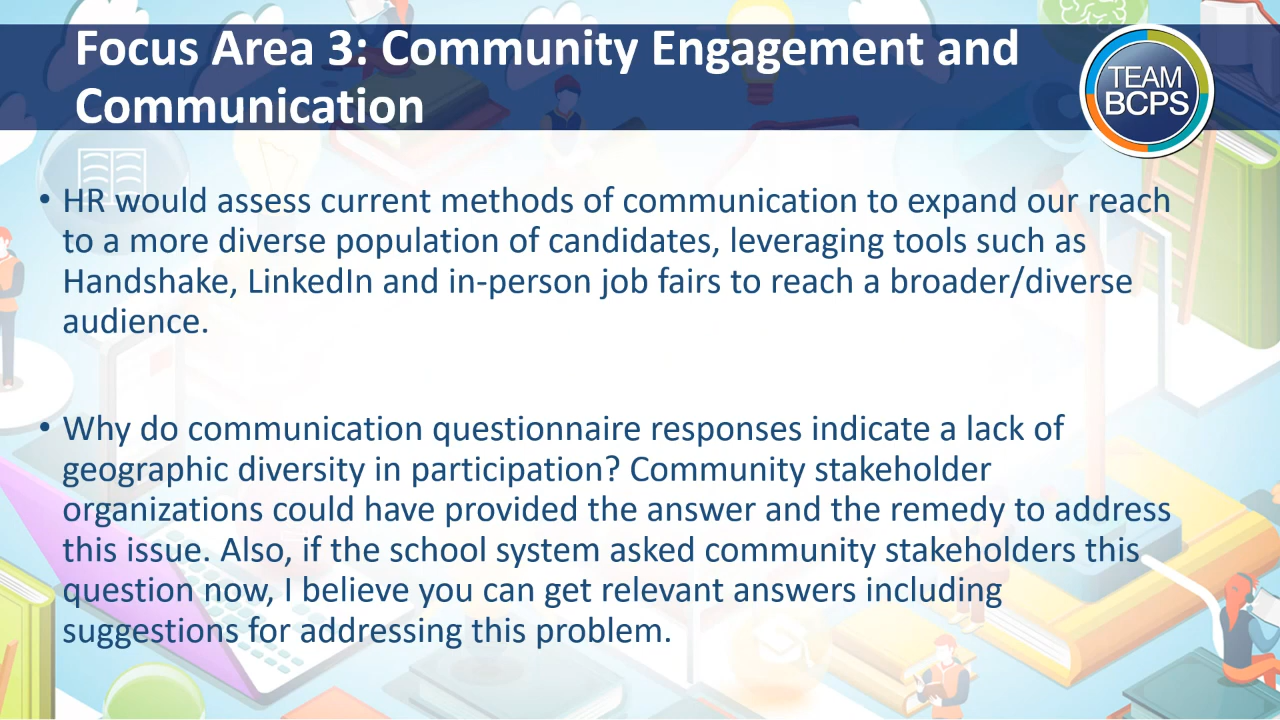 Focus Area 3: Community Engagement and
Communication
TEAM
BCPS
• HR would assess current methods of communication to expand our reach
to a more diverse population of candidates, leveraging tools such as
Handshake, LinkedIn and in-person job fairs to reach a broader/diverse
audience.
• Why do communication questionnaire responses indicate a lack of
geographic diversity in participation? Community stakeholder
organizations could have provided the answer and the remedy to address
this issue. Also, if the school system asked community stakeholders this
question now, I believe you can get relevant answers including
suggestions for addressing this problem.